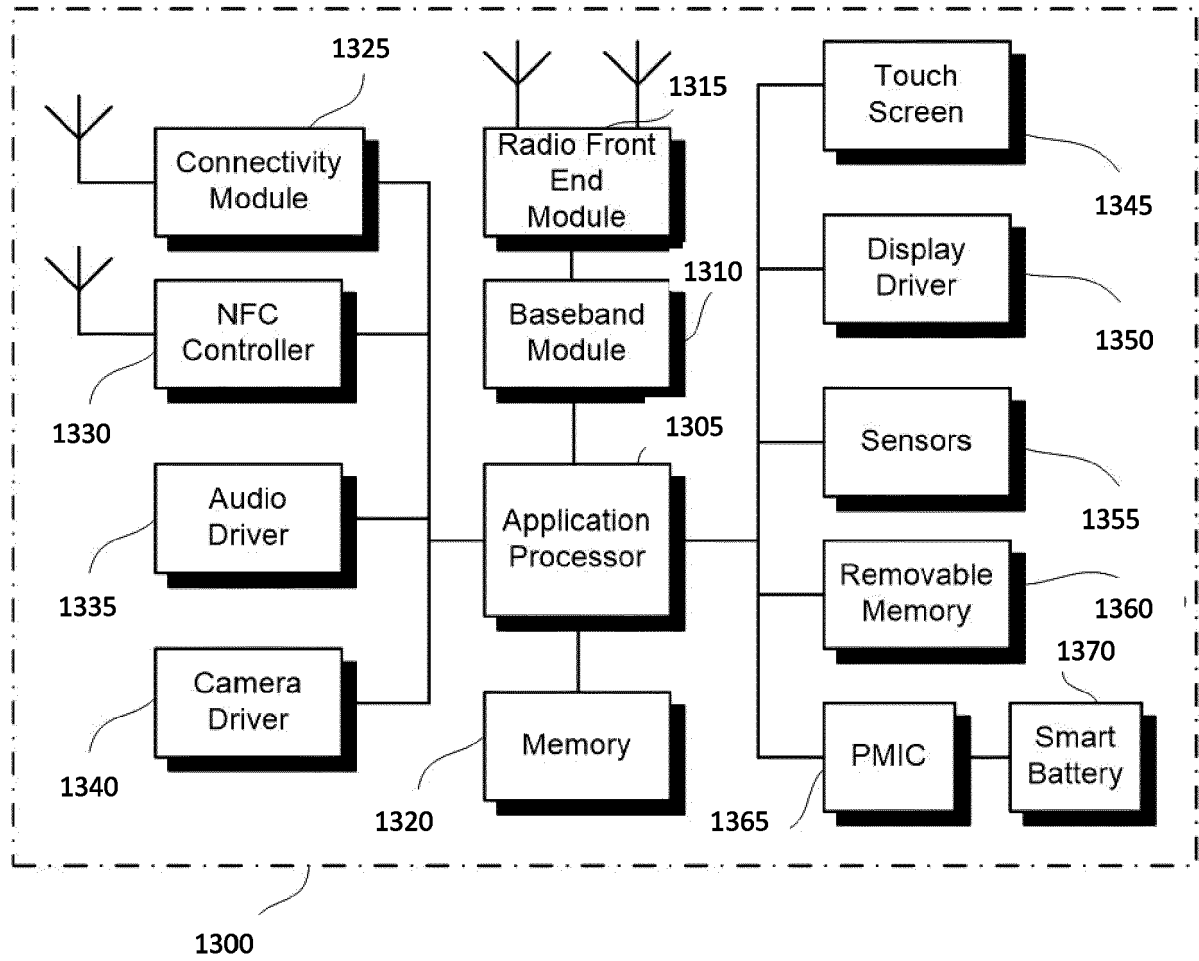 1325
Connectivity
Module
1315
Radio Front
End
Module
Touch
Screen
1345
NFC
Controller
1330
1310
Baseband
Module
Display
Driver
1350
Audio
Driver
1335
1305
Application
Processor
Sensors
1355
Removable
Memory
1360
Camera
Driver
1340
Memory
1320
PMIC
1365
1370
Smart
Battery
1300